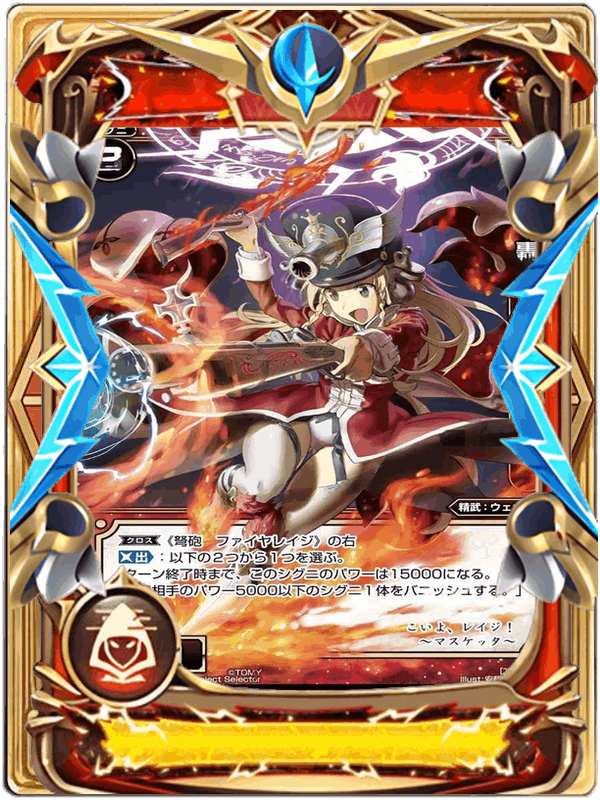 轟
精武：ウェ
クロス 《弩砲 ファイヤレイジ》の右
出：以下の2つから1つを選ぶ。
ターン終了時まで、このシグニのパワーは15000になる。
相手のパワー5000以下のシグニ1体をバニッシュする。」
こいよ、レイジ！
～マスケッタ～
©TOMY
ject Selector
Illust:安